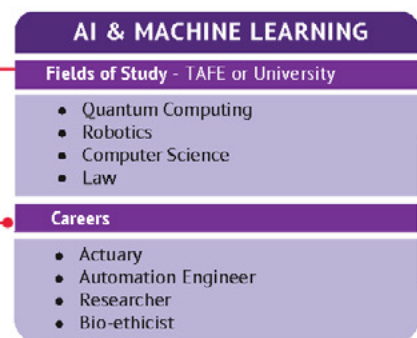 AI & MACHINE LEARNING
Fields of Study - TAFE or University
• Quantum Computing
• Robotics
• Computer Science
• Law
Careers
• Actuary
• Automation Engineer
• Researcher
• Bio-ethicist